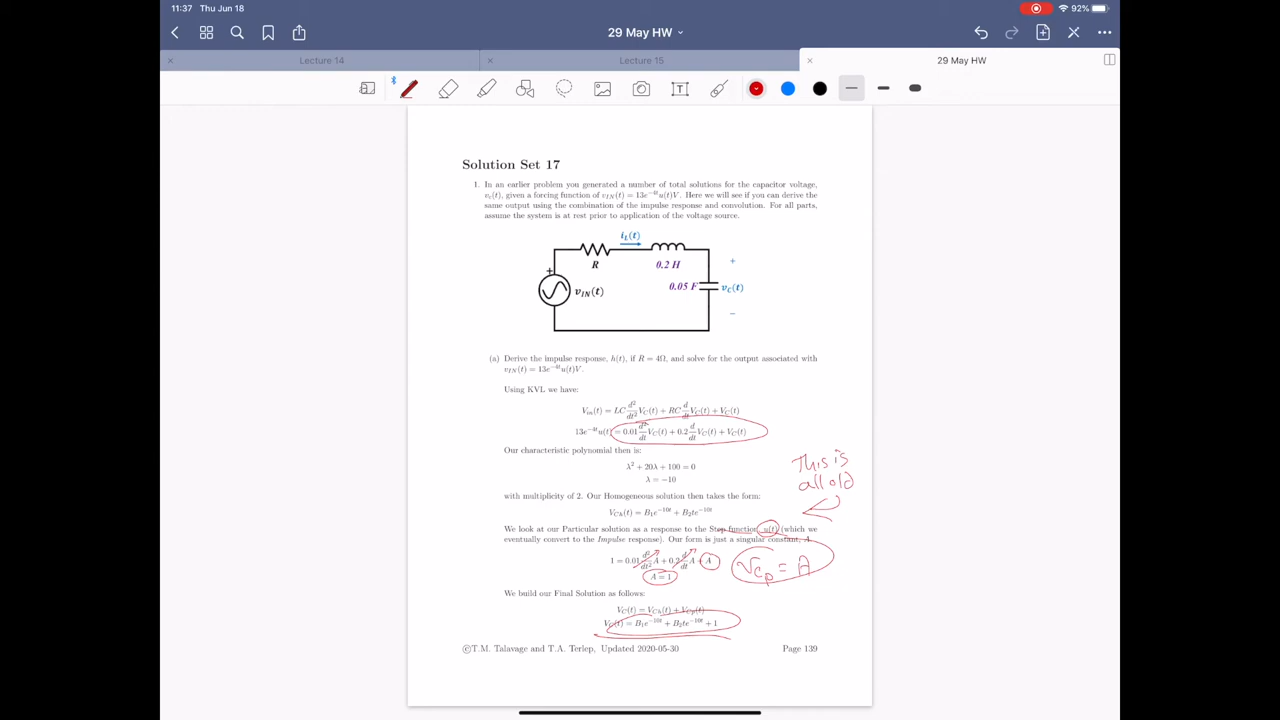 11:37 Thu Jun 18
92%
29 May HW
Lecture 14
Lecture 15
29 May HW
T
Solution Set 17
1. In an earlier problem you generated a number of total solutions for the capacitor voltage,
v_c(t), given a forcing function of v_IN(t) = 13e^{-4t}u(t)V. Here we will see if you can derive the
same output using the combination of the impulse response and convolution. For all parts,
assume the system is at rest prior to application of the voltage source.
i_L(t)
R
0.2 H
+
+
v_IN(t)
0.05 F
v_C(t)
−
(a) Derive the impulse response, h(t), if R = 4Ω, and solve for the output associated with
v_IN(t) = 13e^{-4t}u(t)V.
Using KVL we have:
V_in(t) = LC d²/dt² V_C(t) + RC d/dt V_C(t) + V_C(t)
13e^{-4t}u(t) = 0.01 d²/dt V_C(t) + 0.2 d/dt V_C(t) + V_C(t)
Our characteristic polynomial then is:
λ² + 20λ + 100 = 0
λ = −10
This is
all old
with multiplicity of 2. Our Homogeneous solution then takes the form:
V_Ch(t) = B₁e^{-10t} + B₂te^{-10t}
We look at our Particular solution as a response to the Step function, u(t) (which we
eventually convert to the Impulse response). Our form is just a singular constant, A
1 = 0.01 d²/dt² A + 0.2 d/dt A + A
V_Cp = A
A = 1
We build our Final Solution as follows:
V_C(t) = V_Ch(t) + V_Cp(t)
V_C(t) = B₁e^{-10t} + B₂te^{-10t} + 1
©T.M. Talavage and T.A. Terlep, Updated 2020-05-30
Page 139